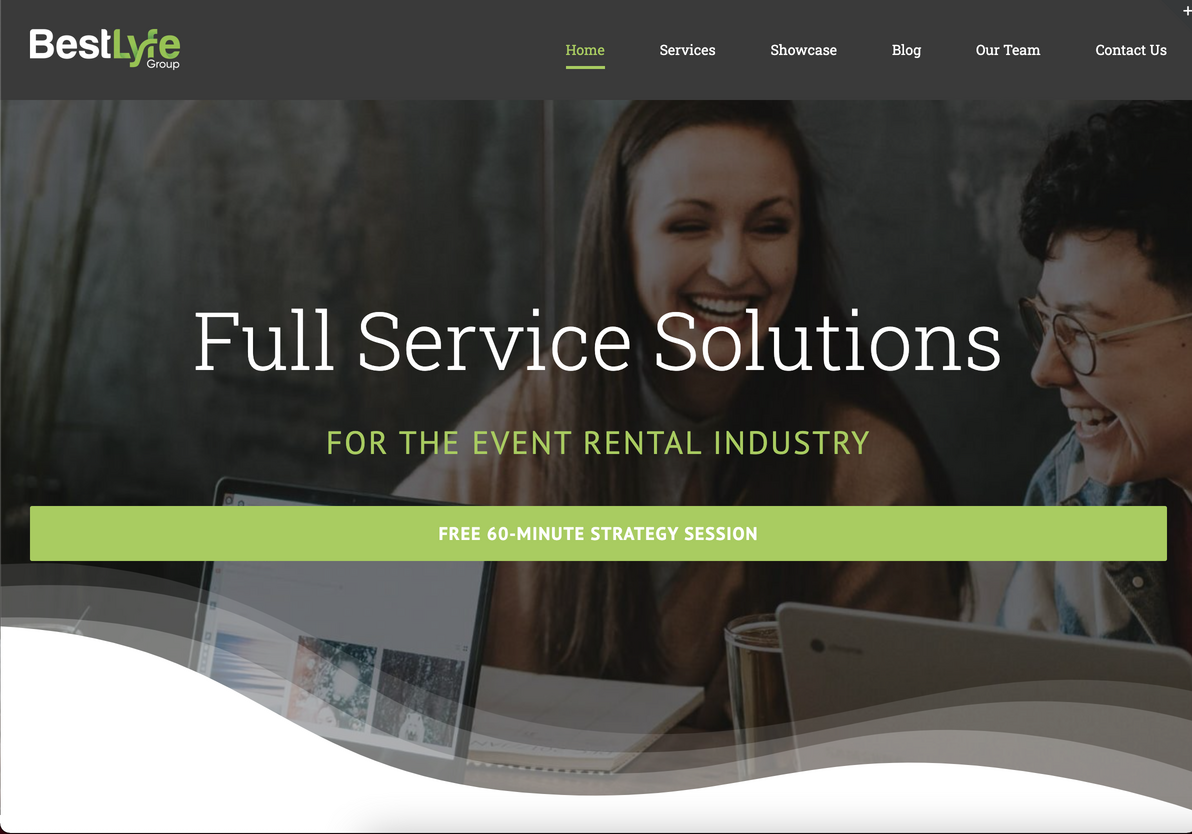 BestLyfe
Group
Home
Services
Showcase
Blog
Our Team
Contact Us
Full Service Solutions
FOR THE EVENT RENTAL INDUSTRY
FREE 60-MINUTE STRATEGY SESSION
chrome